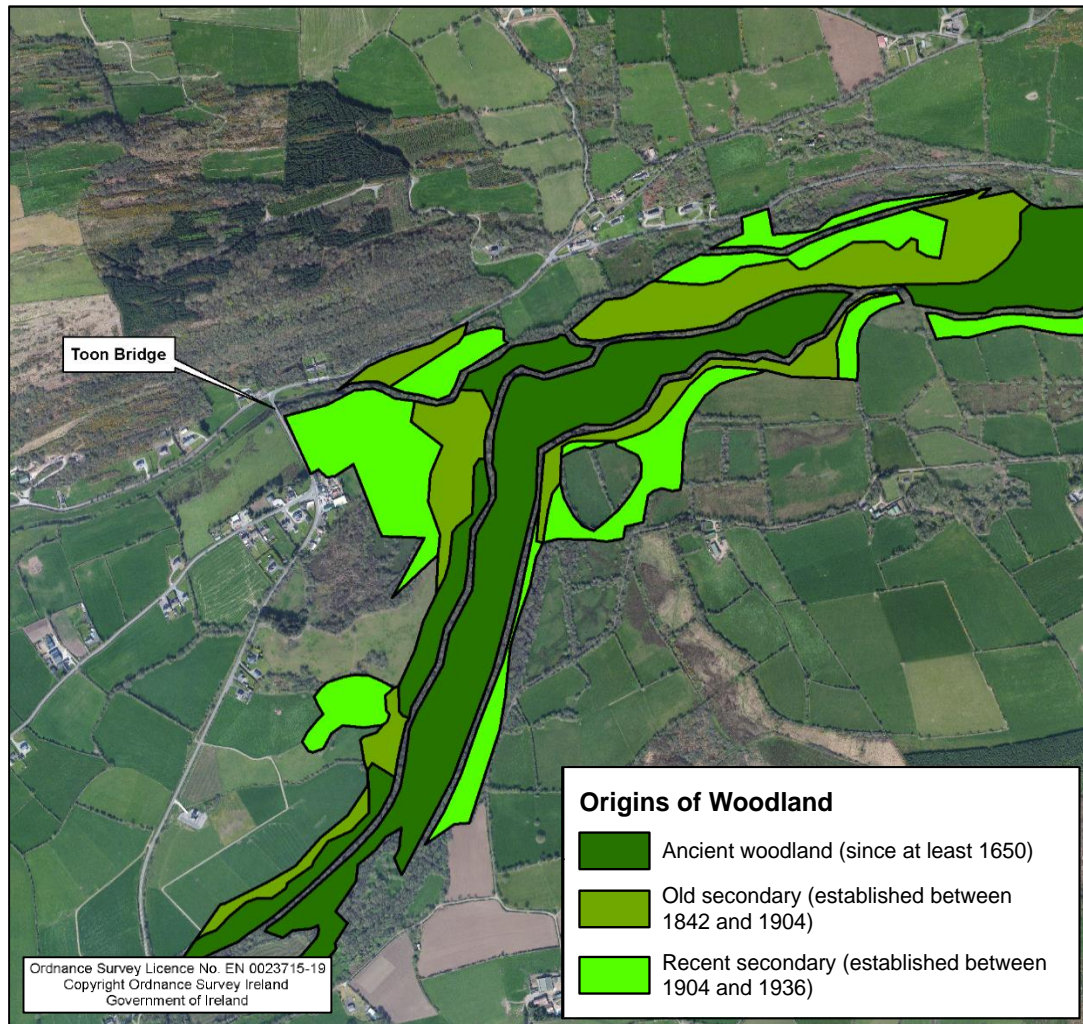 Toon Bridge
Origins of Woodland
Ancient woodland (since at least 1650)
Old secondary (established between
1842 and 1904)
Recent secondary (established between
1904 and 1936)
Ordnance Survey Licence No. EN 0023715-19
Copyright Ordnance Survey Ireland
Government of Ireland